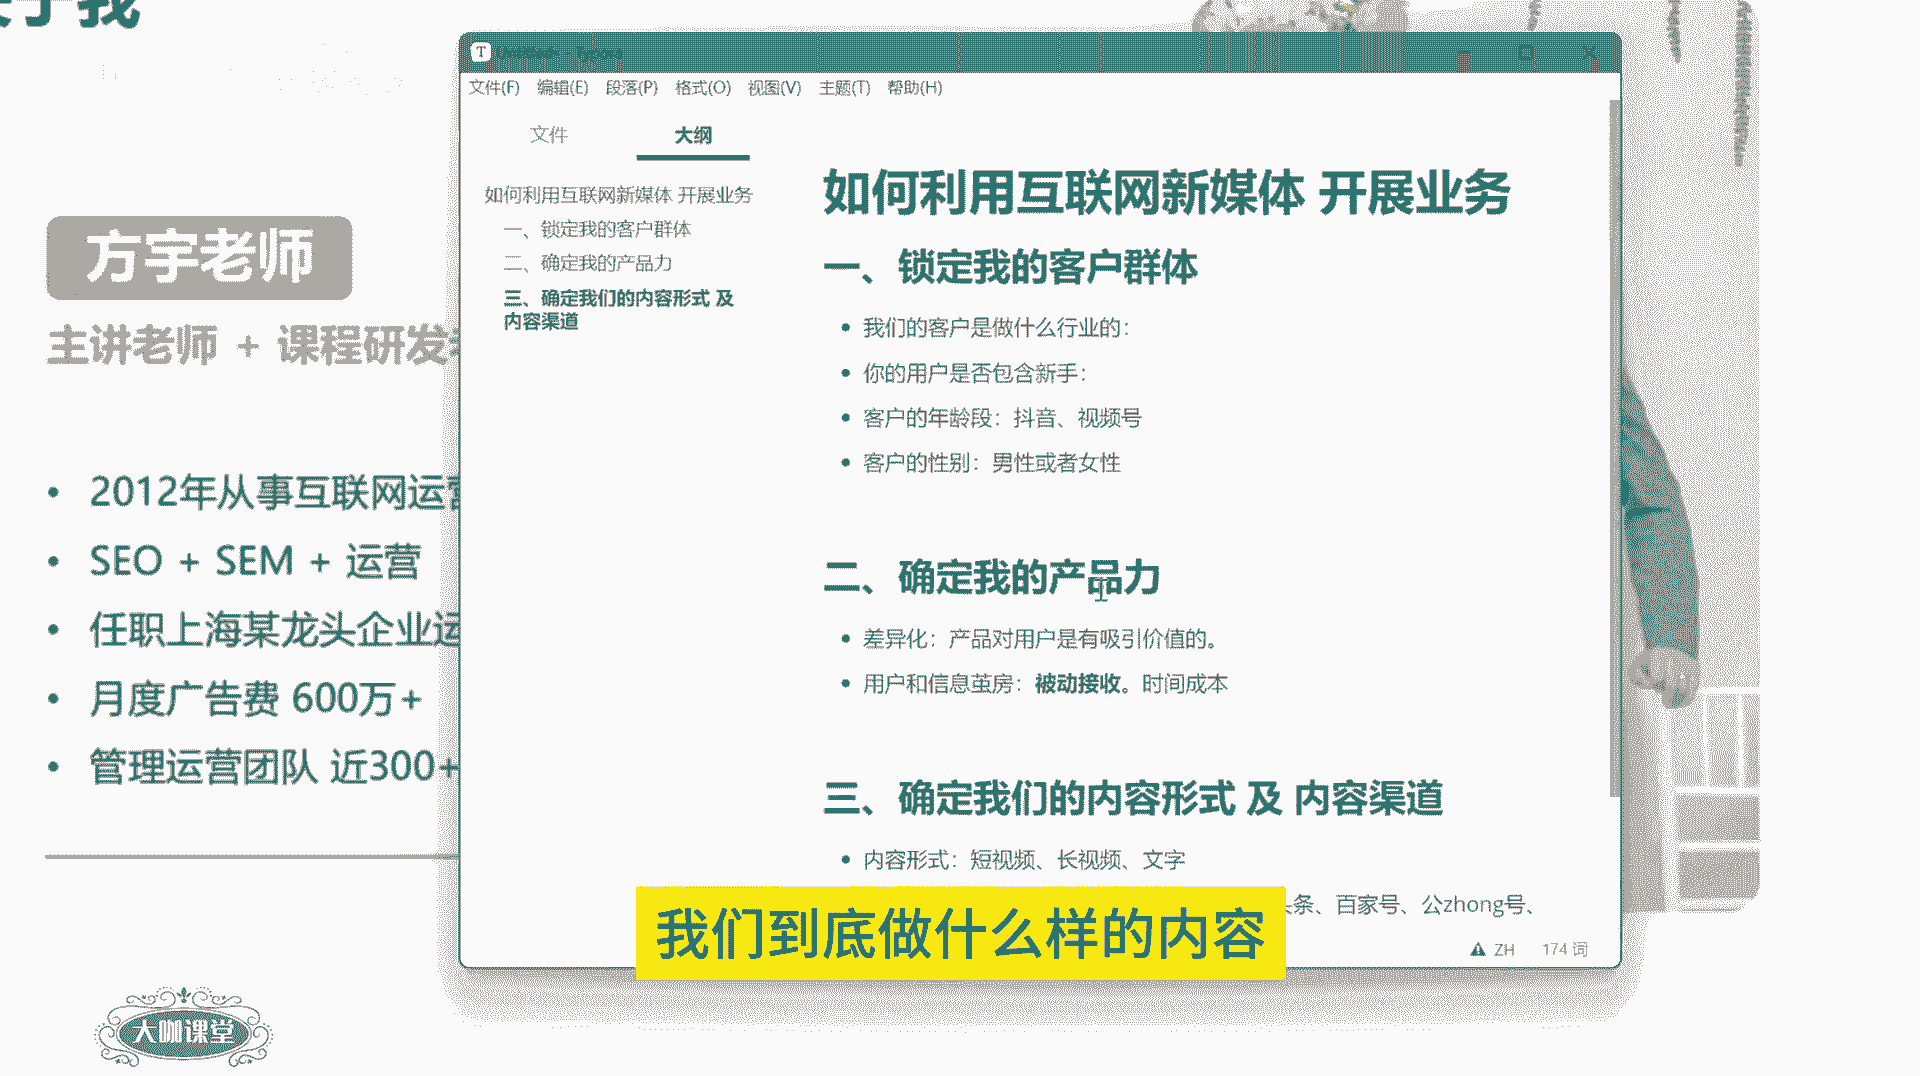 方宇老师
主讲老师 + 课程研发
2012年从事互联网运营
SEO + SEM + 运营
任职上海某龙头企业运
月度广告费 600万+
管理运营团队 近300+
大咖课堂
文件(F) 编辑(E) 段落(P) 格式(O) 视图(V) 主题(T) 帮助(H)
文件 大纲
如何利用互联网新媒体 开展业务
一、锁定我的客户群体
二、确定我的产品力
三、确定我们的内容形式 及
内容渠道
如何利用互联网新媒体 开展业务
一、锁定我的客户群体
我们的客户是做什么行业的：
你的用户是否包含新手：
客户的年龄段：抖音、视频号
客户的性别：男性或者女性
二、确定我的产品力
差异化：产品对用户是有吸引价值的。
用户和信息茧房：被动接收。时间成本
三、确定我们的内容形式 及 内容渠道
内容形式：短视频、长视频、文字
条、百家号、公zhong号、
ZH 174 词
我们到底做什么样的内容